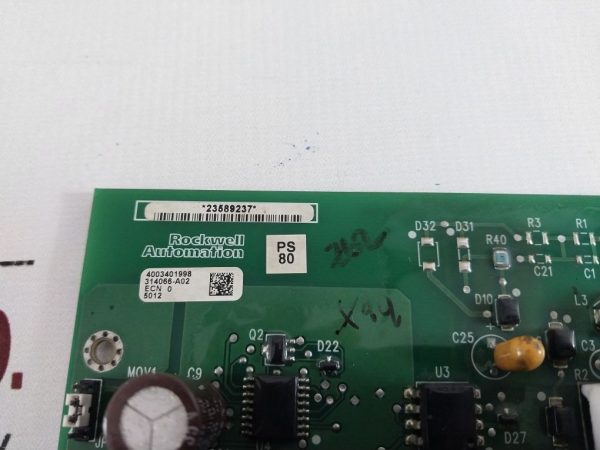 *23589237*
Rockwell
Automation
PS
80
4003401998
314066-A02
ECN 0
5012
D32
D31
R3
R1
R40
C21
C1
D10
L3
Q2
D22
C25
C3
MOV1
C9
U3
R2
U4
D27